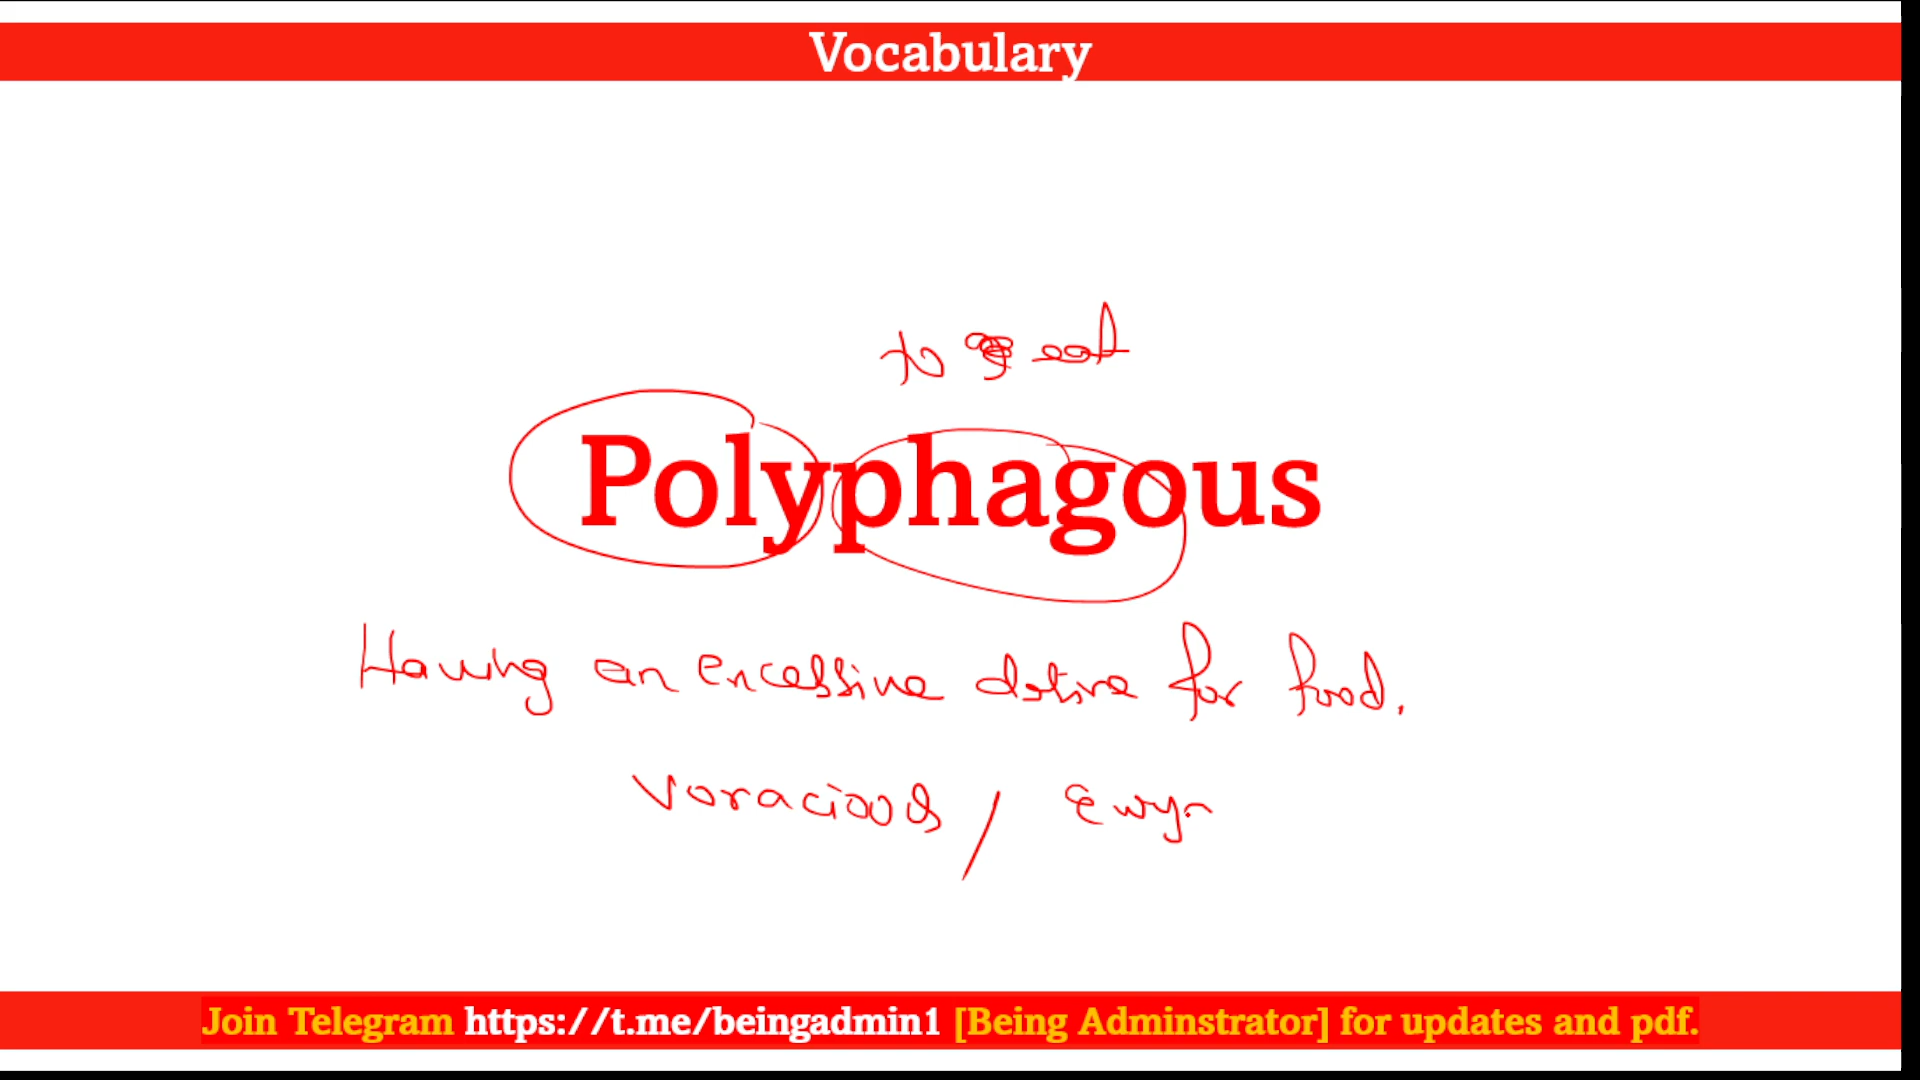 Vocabulary
to eat
Polyphagous
Having an excessive desire for food.
Voracious /
Join Telegram https://t.me/beingadmin1 [Being Adminstrator] for updates and pdf.